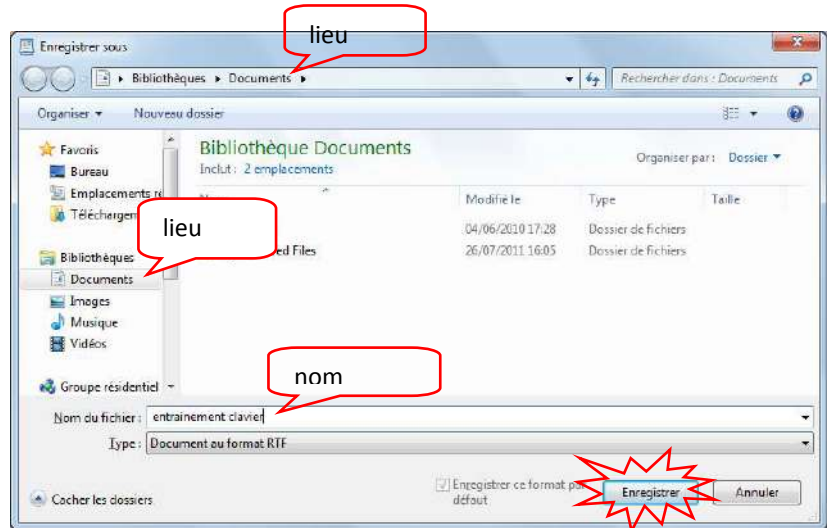 lieu
Enregistrer sous
Bibliothèques ▸ Documents ▸
Rechercher dans : Documents
Organiser ▾ Nouveau dossier
Favoris
Bureau
Emplacements ré
Téléchargem
Bibliothèques
Documents
Images
Musique
Vidéos
Groupe résidentiel
Bibliothèque Documents
Inclut : 2 emplacements
Organiser par : Dossier ▾
Modifié le Type Taille
04/06/2010 17:28 Dossier de fichiers
ed Files 26/07/2011 16:05 Dossier de fichiers
lieu
nom
Nom du fichier : entrainement clavier
Type : Document au format RTF
Cacher les dossiers
Enregistrer ce format par
défaut
Enregistrer
Annuler